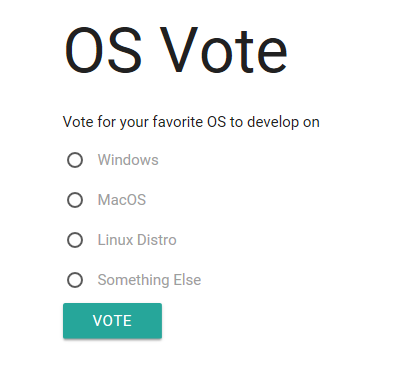 OS Vote
Vote for your favorite OS to develop on
Windows
MacOS
Linux Distro
Something Else
VOTE